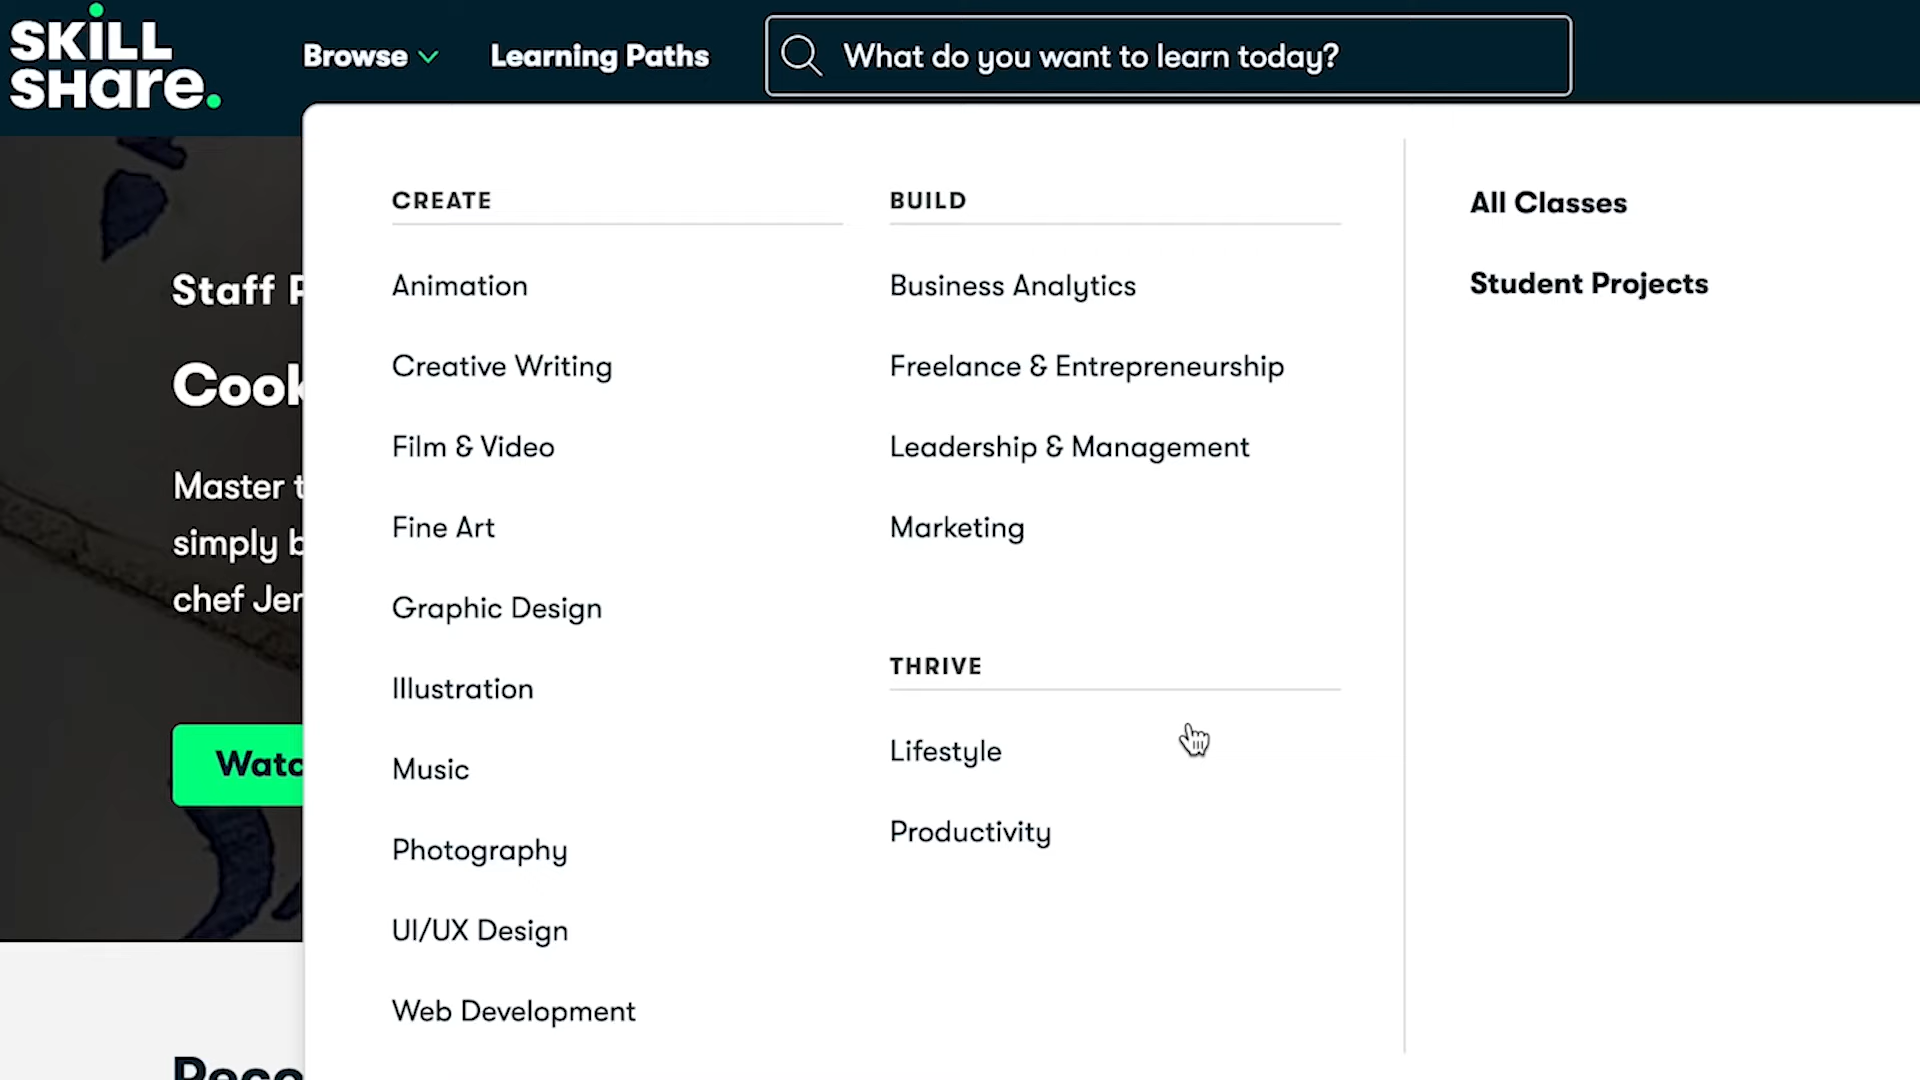 SKiLL
SHare.
Browse
Learning Paths
What do you want to learn today?
CREATE
Animation
Creative Writing
Film & Video
Fine Art
Graphic Design
Illustration
Music
Photography
UI/UX Design
Web Development
BUILD
Business Analytics
Freelance & Entrepreneurship
Leadership & Management
Marketing
THRIVE
Lifestyle
Productivity
All Classes
Student Projects
Staff
Cook
Master
simply
chef